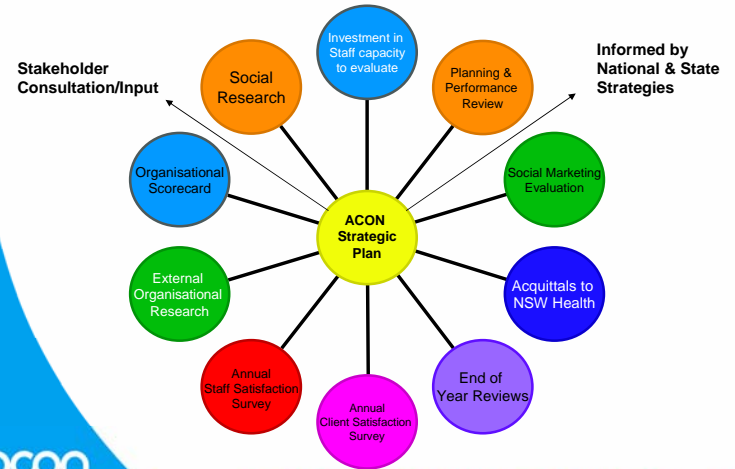 Investment in
Staff capacity
to evaluate
Stakeholder
Consultation/Input
Informed by
National & State
Strategies
Social
Research
Planning &
Performance
Review
Organisational
Scorecard
Social Marketing
Evaluation
ACON
Strategic
Plan
External
Organisational
Research
Acquittals to
NSW Health
Annual
Staff Satisfaction
Survey
End of
Year Reviews
Annual
Client Satisfaction
Survey